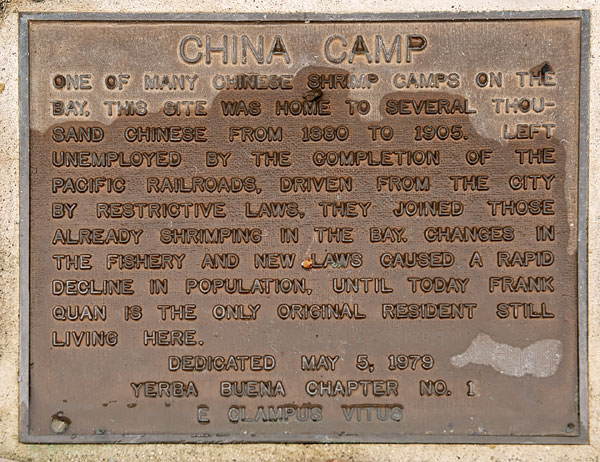 CHINA CAMP
ONE OF MANY CHINESE SHRIMP CAMPS ON THE
BAY, THIS SITE WAS HOME TO SEVERAL THOU-
SAND CHINESE FROM 1880 TO 1905. LEFT
UNEMPLOYED BY THE COMPLETION OF THE
PACIFIC RAILROADS, DRIVEN FROM THE CITY
BY RESTRICTIVE LAWS, THEY JOINED THOSE
ALREADY SHRIMPING IN THE BAY. CHANGES IN
THE FISHERY AND NEW LAWS CAUSED A RAPID
DECLINE IN POPULATION, UNTIL TODAY FRANK
QUAN IS THE ONLY ORIGINAL RESIDENT STILL
LIVING HERE.
DEDICATED MAY 5, 1979
YERBA BUENA CHAPTER NO. 1
E CLAMPUS VITUS